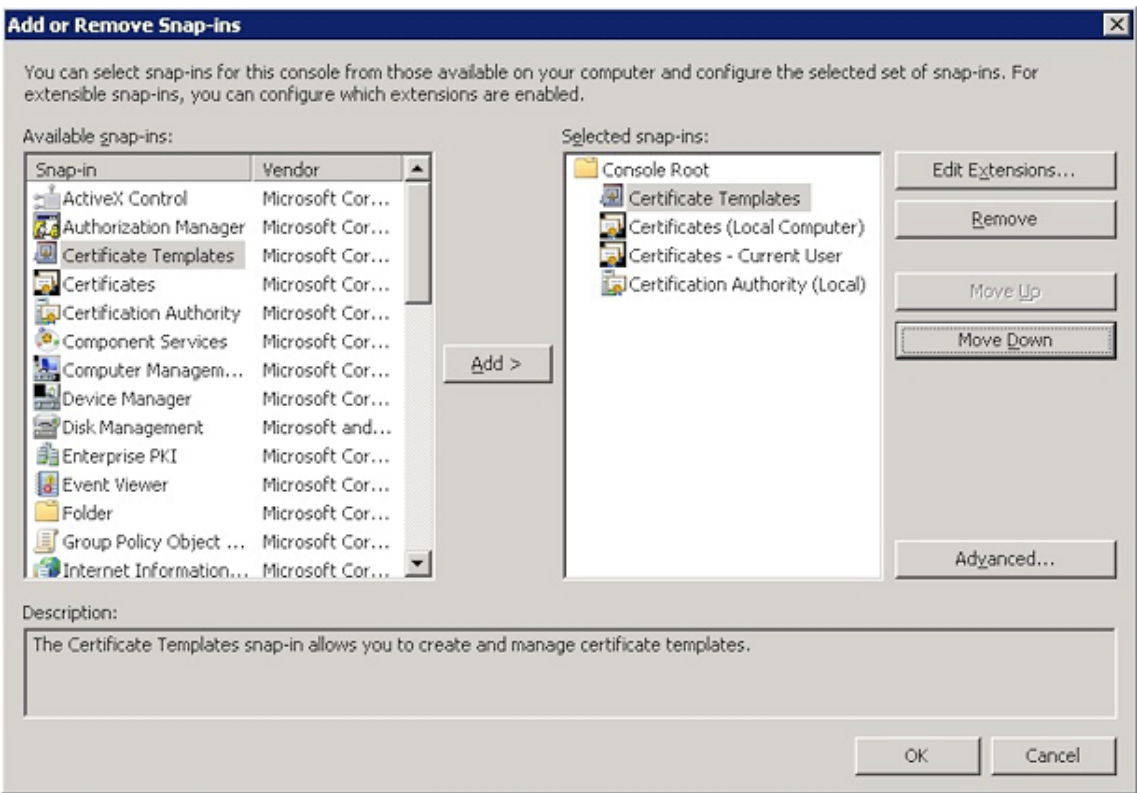 Add or Remove Snap-ins
You can select snap-ins for this console from those available on your computer and configure the selected set of snap-ins. For
extensible snap-ins, you can configure which extensions are enabled.
Available snap-ins:
Snap-in Vendor
ActiveX Control Microsoft Cor...
Authorization Manager Microsoft Cor...
Certificate Templates Microsoft Cor...
Certificates Microsoft Cor...
Certification Authority Microsoft Cor...
Component Services Microsoft Cor...
Computer Managem... Microsoft Cor...
Device Manager Microsoft Cor...
Disk Management Microsoft and...
Enterprise PKI Microsoft Cor...
Event Viewer Microsoft Cor...
Folder Microsoft Cor...
Group Policy Object ... Microsoft Cor...
Internet Information... Microsoft Cor...
Add >
Selected snap-ins:
Console Root
Certificate Templates
Certificates (Local Computer)
Certificates - Current User
Certification Authority (Local)
Edit Extensions...
Remove
Move Up
Move Down
Advanced...
Description:
The Certificate Templates snap-in allows you to create and manage certificate templates.
OK
Cancel